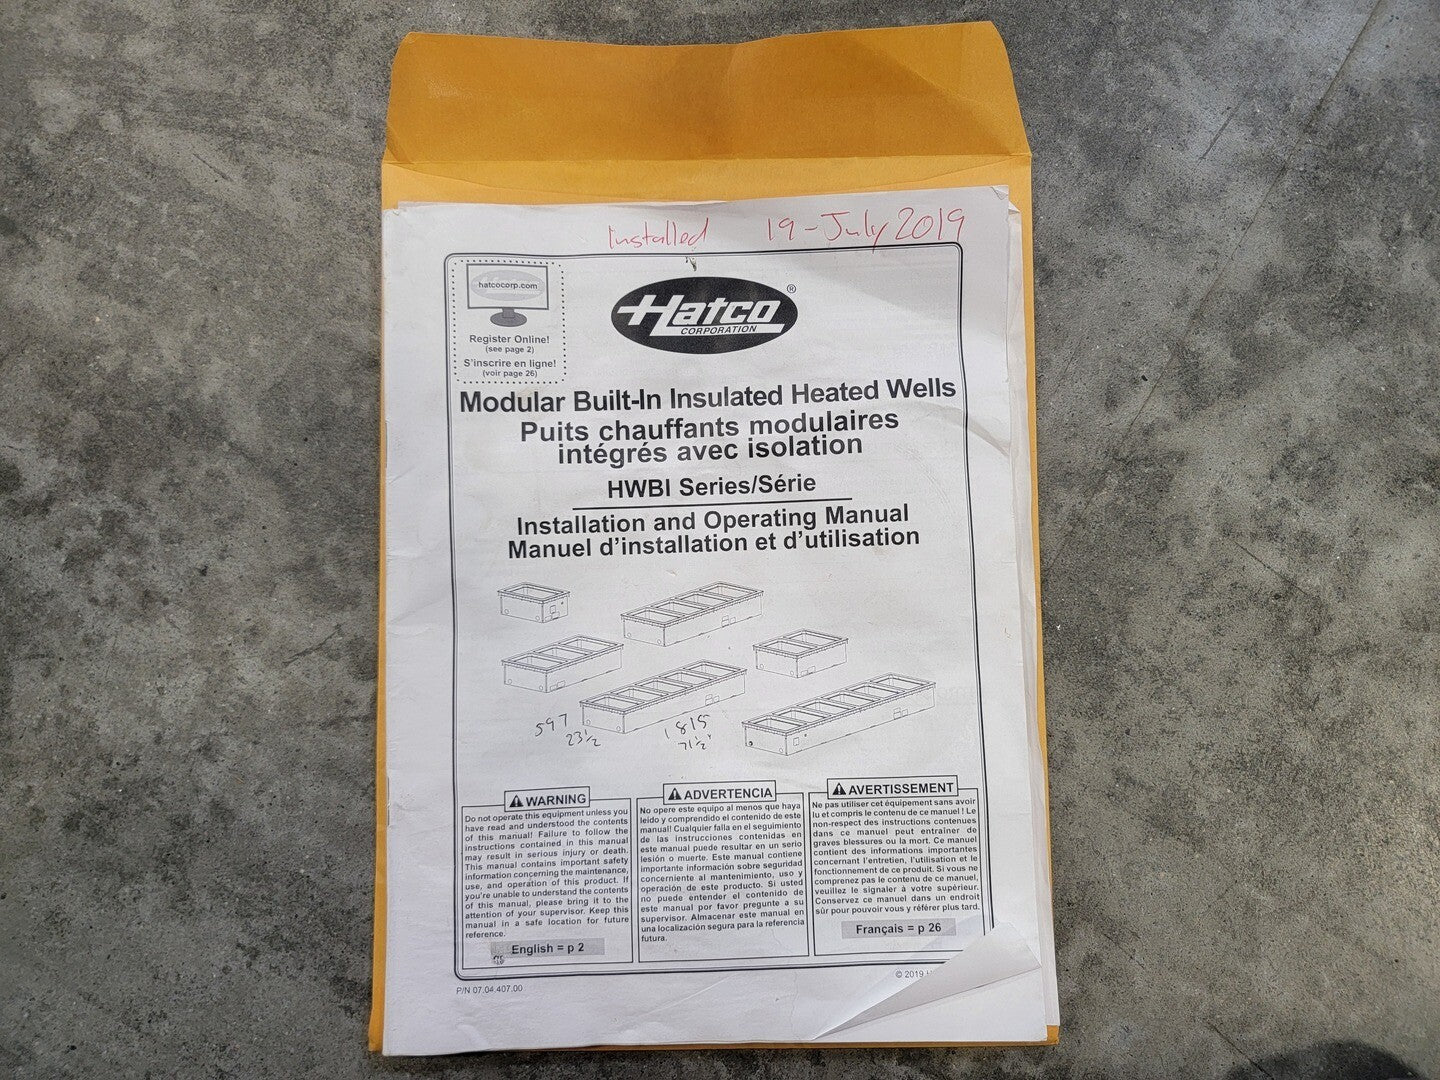 Installed 19-July 2019
hatcocorp.com
Register Online!
(see page 2)
S'inscrire en ligne!
(voir page 26)
Hatco ®
CORPORATION
Modular Built-In Insulated Heated Wells
Puits chauffants modulaires
intégrés avec isolation
HWBI Series/Série
Installation and Operating Manual
Manuel d'installation et d'utilisation
597
23½
1815
71½"
WARNING
Do not operate this equipment unless you
have read and understood the contents
of this manual! Failure to follow the
instructions contained in this manual
may result in serious injury or death.
This manual contains important safety
information concerning the maintenance,
use, and operation of this product. If
you're unable to understand the contents
of this manual, please bring it to the
attention of your supervisor. Keep this
manual in a safe location for future
reference.
English = p 2
ADVERTENCIA
No opere este equipo al menos que haya
leído y comprendido el contenido de este
manual! Cualquier falla en el seguimiento
de las instrucciones contenidas en
este manual puede resultar en un serio
lesión o muerte. Este manual contiene
importante información sobre seguridad
concerniente al mantenimiento, uso y
operación de este producto. Si usted
no puede entender el contenido de
este manual por favor pregunte a su
supervisor. Almacenar este manual en
una localización segura para la referencia
futura.
AVERTISSEMENT
Ne pas utiliser cet équipement sans avoir
lu et compris le contenu de ce manuel ! Le
non-respect des instructions contenues
dans ce manuel peut entraîner de
graves blessures ou la mort. Ce manuel
contient des informations importantes
concernant l'entretien, l'utilisation et le
fonctionnement de ce produit. Si vous ne
comprenez pas le contenu de ce manuel,
veuillez le signaler à votre supérieur.
Conservez ce manuel dans un endroit
sûr pour pouvoir vous y référer plus tard.
Français = p 26
P/N 07.04.407.00
© 2019 H